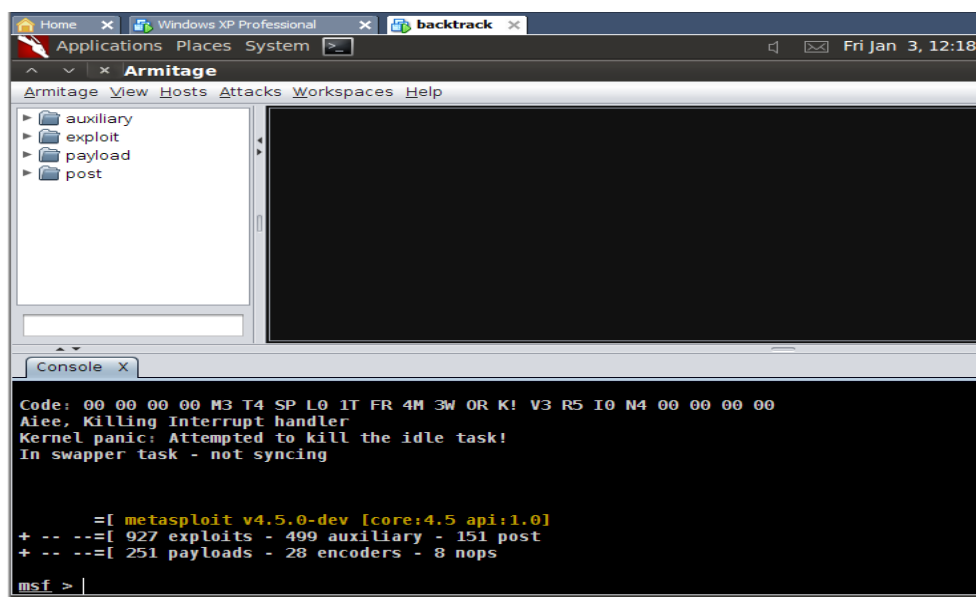 Home Windows XP Professional backtrack
Applications Places System Fri Jan 3, 12:18
Armitage
Armitage View Hosts Attacks Workspaces Help
auxiliary
exploit
payload
post
Console X
Code: 00 00 00 00 M3 T4 SP L0 1T FR 4M 3W OR K! V3 R5 I0 N4 00 00 00 00
Aiee, Killing Interrupt handler
Kernel panic: Attempted to kill the idle task!
In swapper task - not syncing
=[ metasploit v4.5.0-dev [core:4.5 api:1.0]
+ -- --=[ 927 exploits - 499 auxiliary - 151 post
+ -- --=[ 251 payloads - 28 encoders - 8 nops
msf >